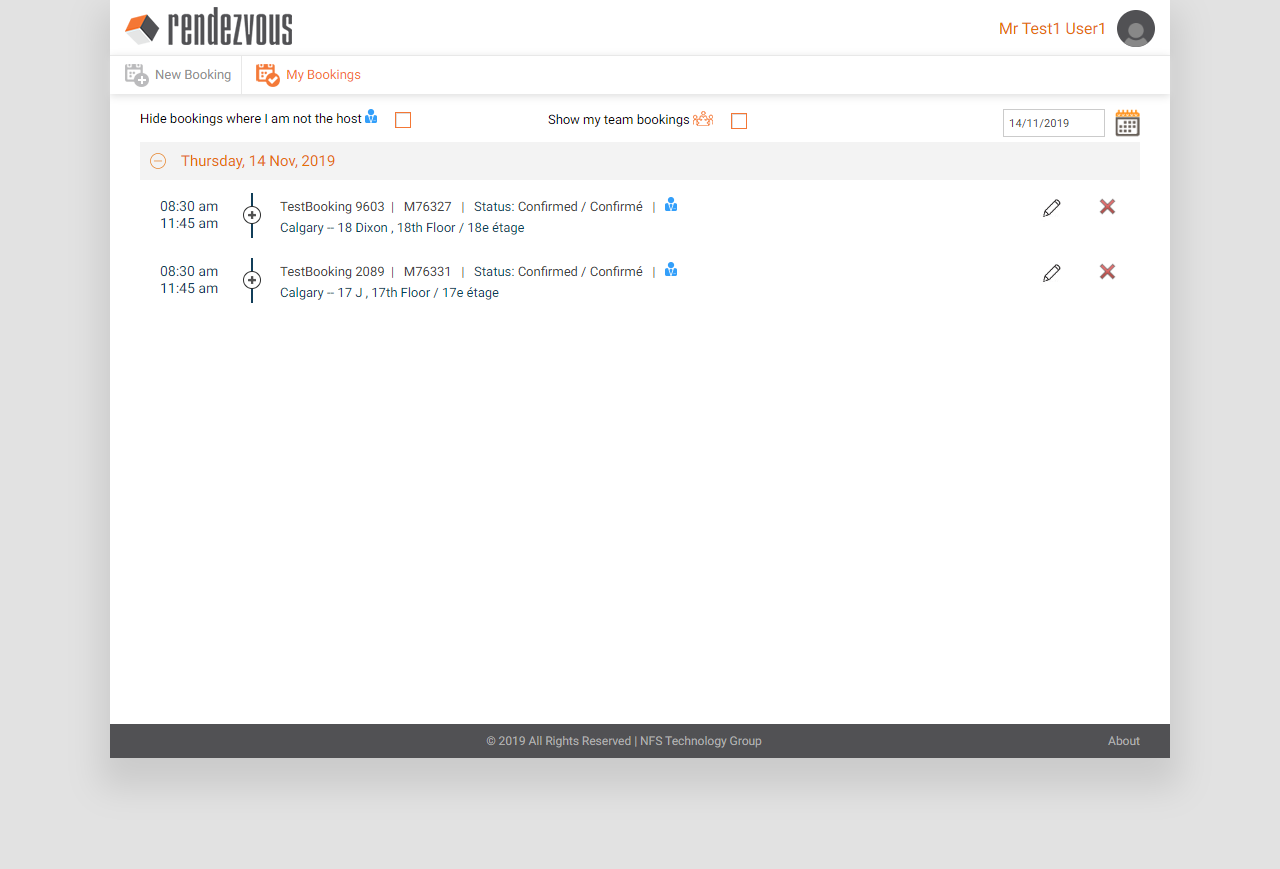 rendezvous
Mr Test1 User1
New Booking
My Bookings
Hide bookings where I am not the host
Show my team bookings
14/11/2019
Thursday, 14 Nov, 2019
08:30 am
11:45 am
TestBooking 9603 | M76327 | Status: Confirmed / Confirmé |
Calgary -- 18 Dixon , 18th Floor / 18e étage
08:30 am
11:45 am
TestBooking 2089 | M76331 | Status: Confirmed / Confirmé |
Calgary -- 17 J , 17th Floor / 17e étage
© 2019 All Rights Reserved | NFS Technology Group
About